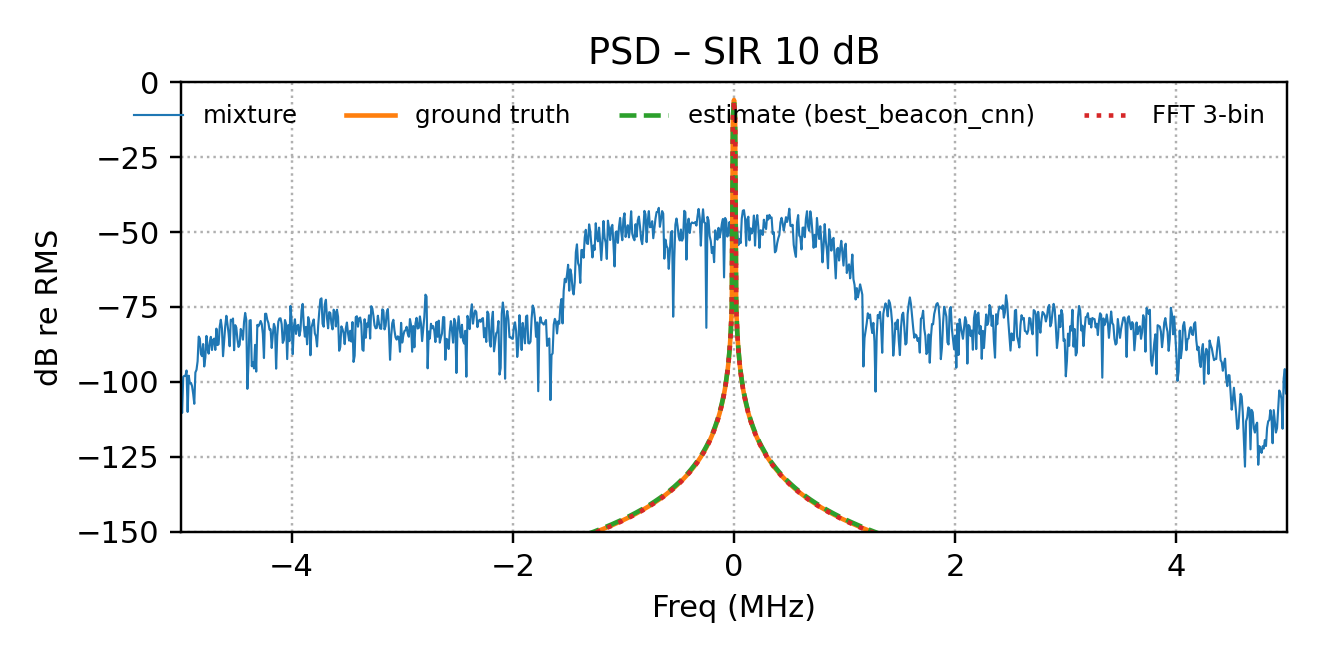 PSD – SIR 10 dB
mixture ground truth estimate (best_beacon_cnn) FFT 3-bin
dB re RMS
0
−25
−50
−75
−100
−125
−150
−4 −2 0 2 4
Freq (MHz)